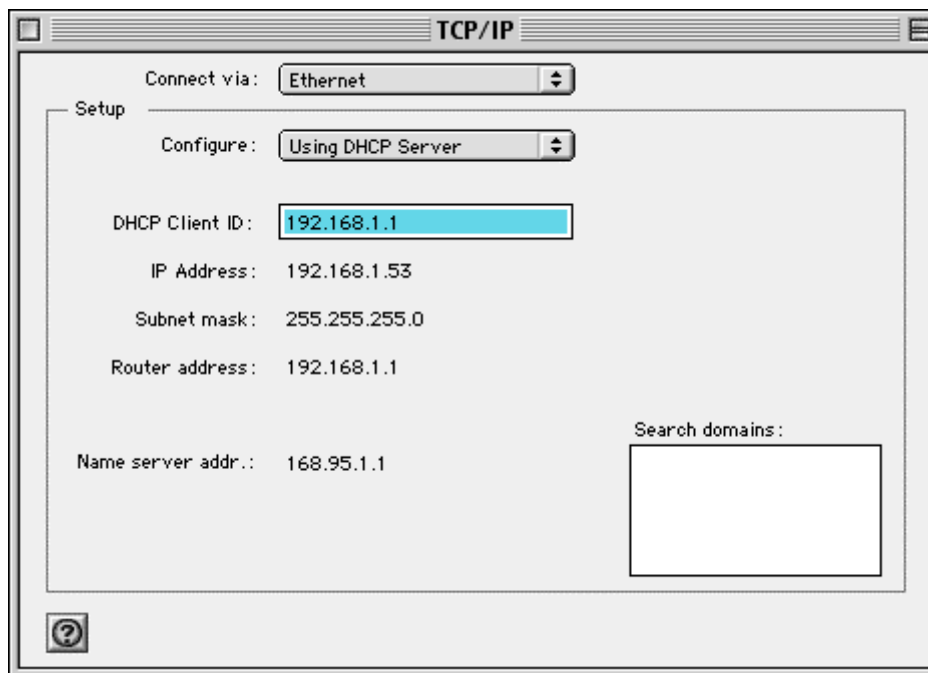 TCP/IP
Connect via: Ethernet
Setup
Configure: Using DHCP Server
DHCP Client ID: 192.168.1.1
IP Address: 192.168.1.53
Subnet mask: 255.255.255.0
Router address: 192.168.1.1
Search domains:
Name server addr.: 168.95.1.1
?